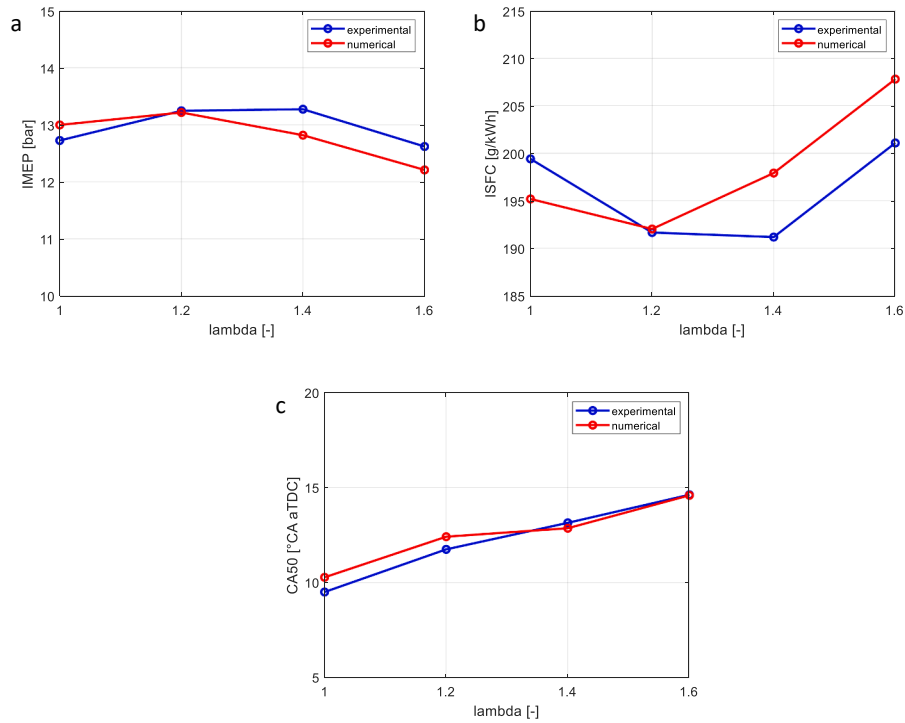 a
IMEP [bar]
15
14
13
12
11
10
1
1.2
1.4
1.6
lambda [-]
experimental
numerical
b
ISFC [g/kWh]
215
210
205
200
195
190
185
1
1.2
1.4
1.6
lambda [-]
experimental
numerical
c
CA50 [°CA aTDC]
20
15
10
5
1
1.2
1.4
1.6
lambda [-]
experimental
numerical